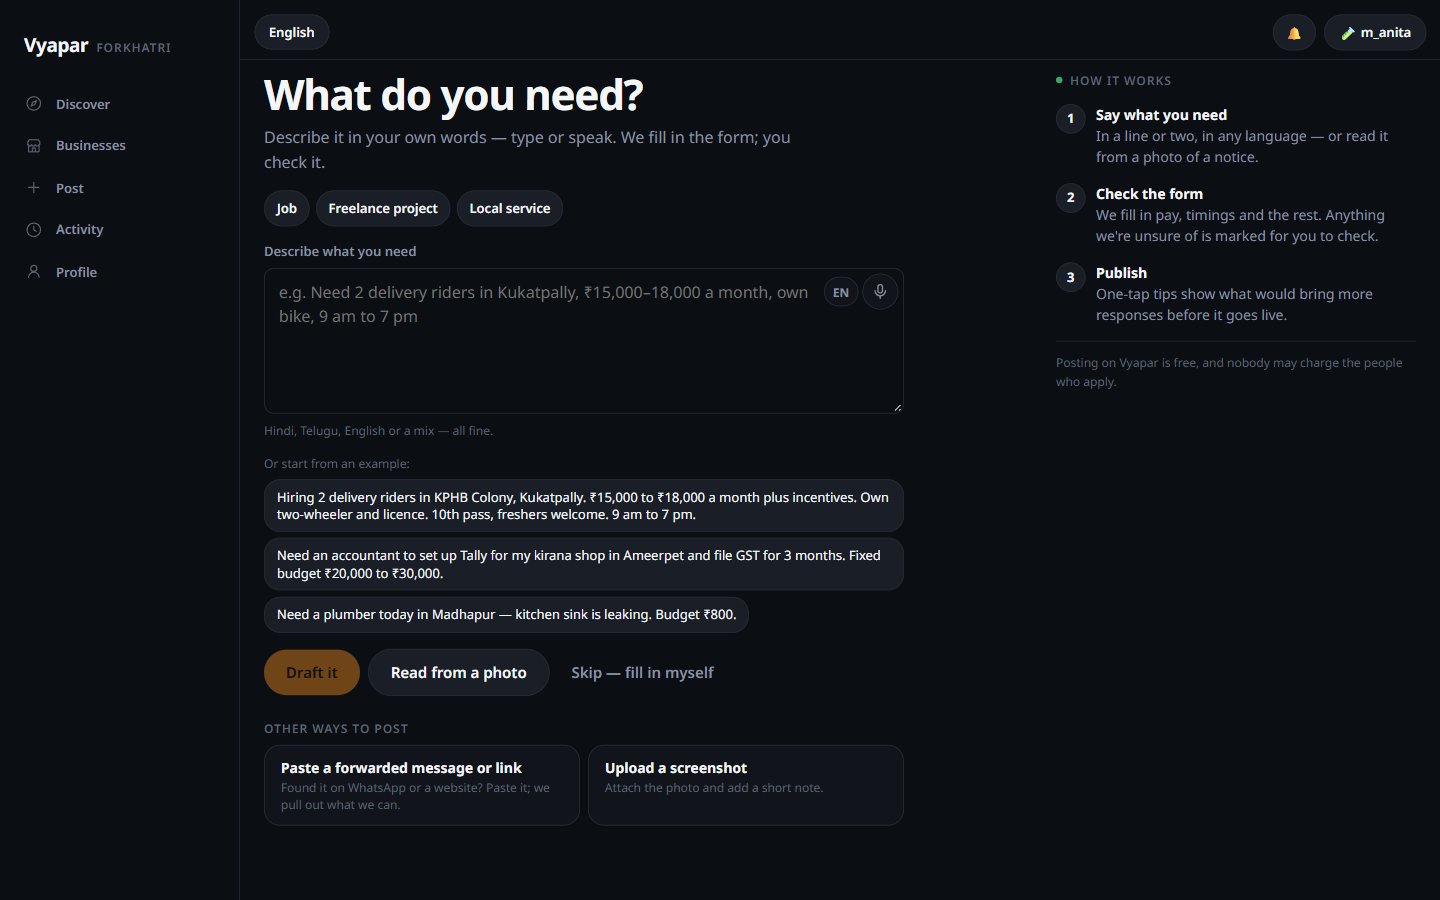 Vyapar FORKHATRI
Discover
Businesses
Post
Activity
Profile
English
m_anita
What do you need?
Describe it in your own words — type or speak. We fill in the form; you
check it.
Job
Freelance project
Local service
Describe what you need
e.g. Need 2 delivery riders in Kukatpally, ₹15,000–18,000 a month, own
bike, 9 am to 7 pm
EN
Hindi, Telugu, English or a mix — all fine.
Or start from an example:
Hiring 2 delivery riders in KPHB Colony, Kukatpally. ₹15,000 to ₹18,000 a month plus incentives. Own
two-wheeler and licence. 10th pass, freshers welcome. 9 am to 7 pm.
Need an accountant to set up Tally for my kirana shop in Ameerpet and file GST for 3 months. Fixed
budget ₹20,000 to ₹30,000.
Need a plumber today in Madhapur — kitchen sink is leaking. Budget ₹800.
Draft it
Read from a photo
Skip — fill in myself
OTHER WAYS TO POST
Paste a forwarded message or link
Found it on WhatsApp or a website? Paste it; we
pull out what we can.
Upload a screenshot
Attach the photo and add a short note.
HOW IT WORKS
1
Say what you need
In a line or two, in any language — or read it
from a photo of a notice.
2
Check the form
We fill in pay, timings and the rest. Anything
we're unsure of is marked for you to check.
3
Publish
One-tap tips show what would bring more
responses before it goes live.
Posting on Vyapar is free, and nobody may charge the people
who apply.